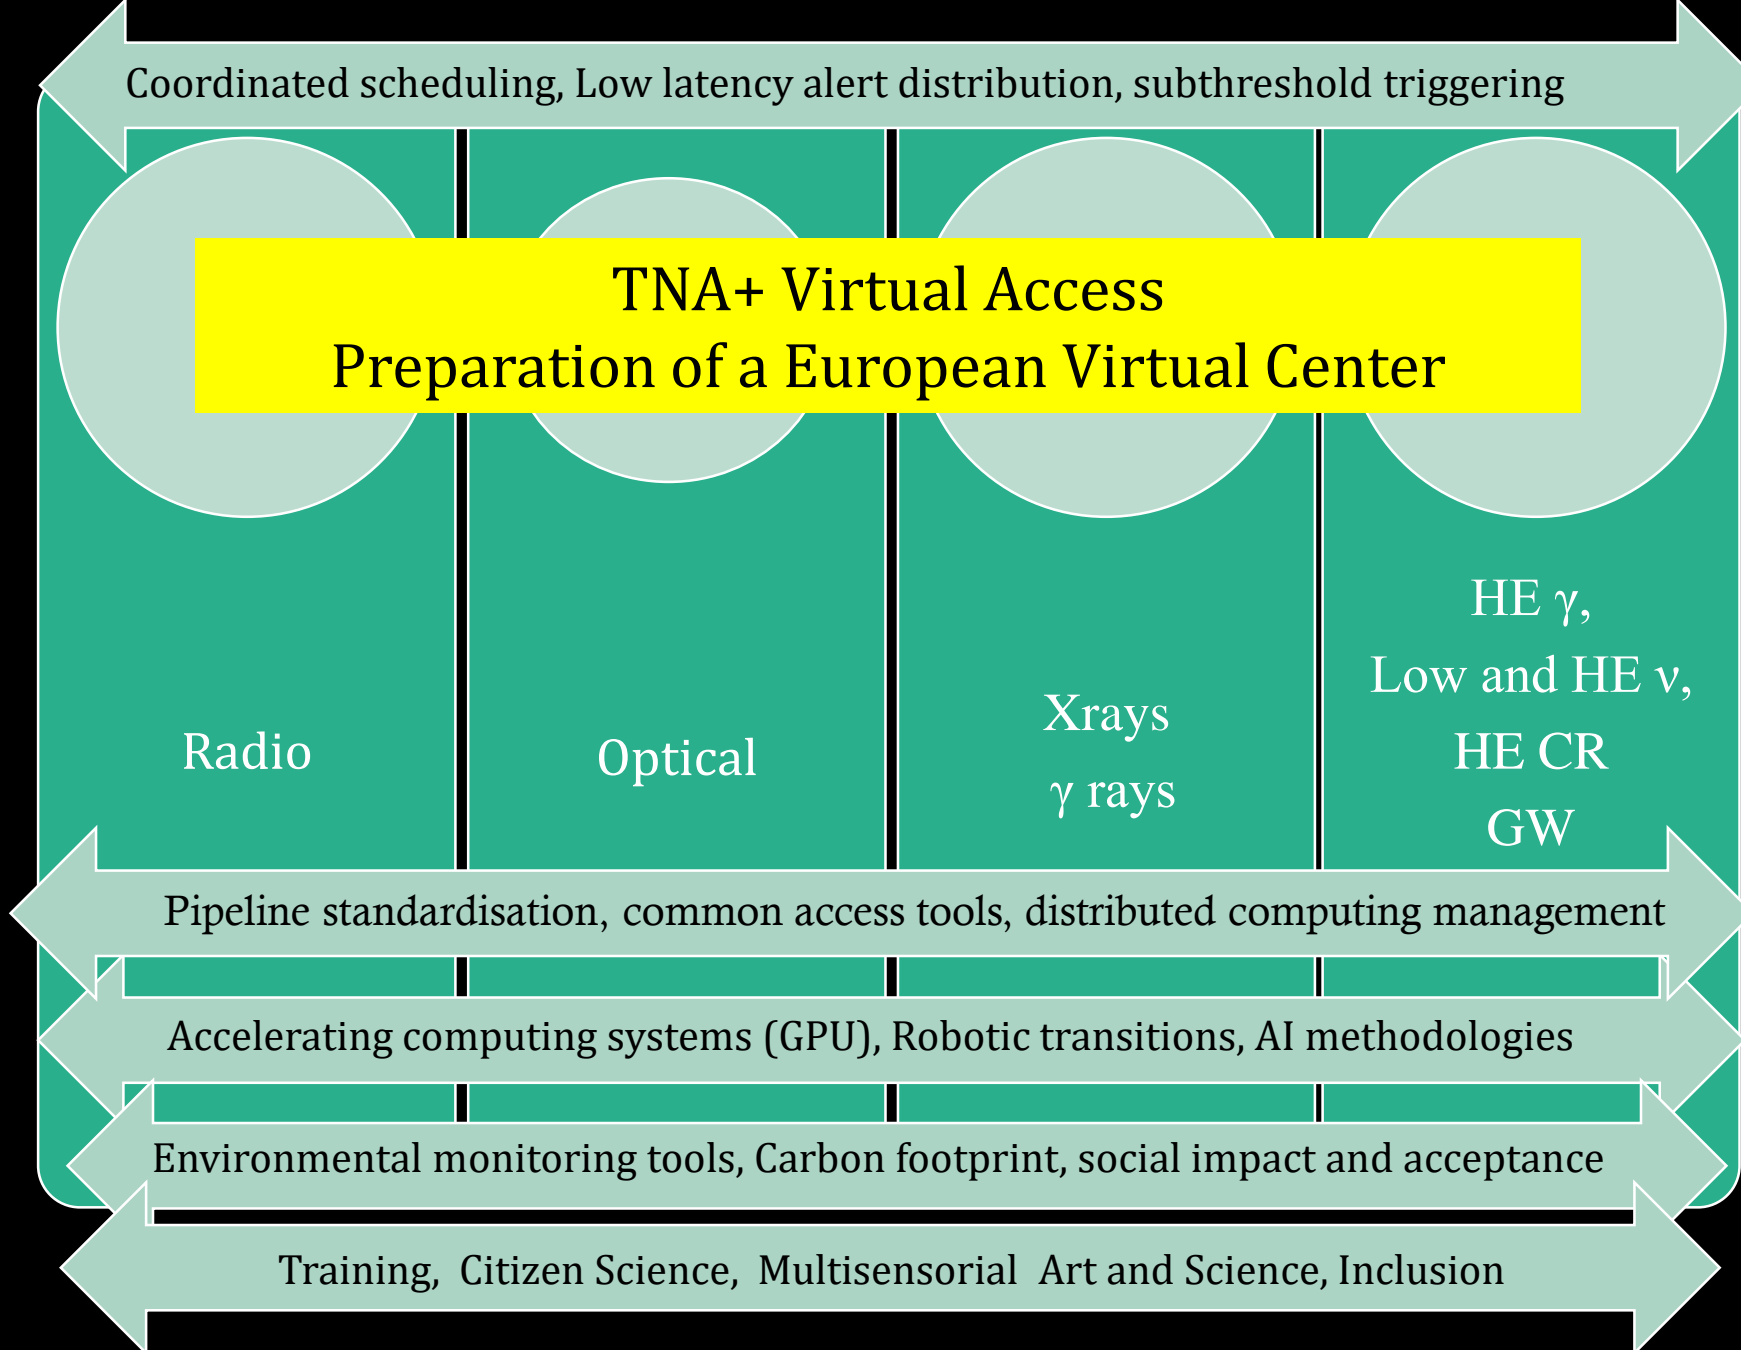 Coordinated scheduling, Low latency alert distribution, subthreshold triggering
TNA+ Virtual Access
Preparation of a European Virtual Center
Radio
Optical
Xrays
γ rays
HE γ,
Low and HE ν,
HE CR
GW
Pipeline standardisation, common access tools, distributed computing management
Accelerating computing systems (GPU), Robotic transitions, AI methodologies
Environmental monitoring tools, Carbon footprint, social impact and acceptance
Training, Citizen Science, Multisensorial Art and Science, Inclusion